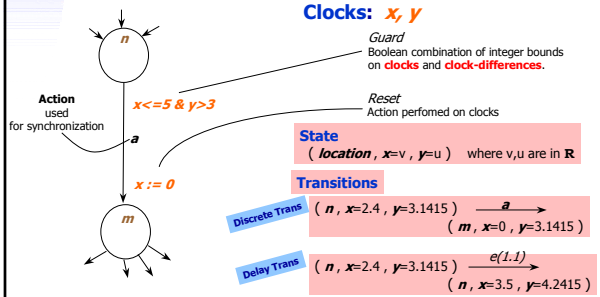 Clocks: x, y
n
Guard
Boolean combination of integer bounds
on clocks and clock-differences.
Action
used
for synchronization
x<=5 & y>3
a
Reset
Action perfomed on clocks
x := 0
m
State
( location , x=v , y=u ) where v,u are in R
Transitions
Discrete Trans
( n , x=2.4 , y=3.1415 ) a
( m , x=0 , y=3.1415 )
Delay Trans
( n , x=2.4 , y=3.1415 ) e(1.1)
( n , x=3.5 , y=4.2415 )